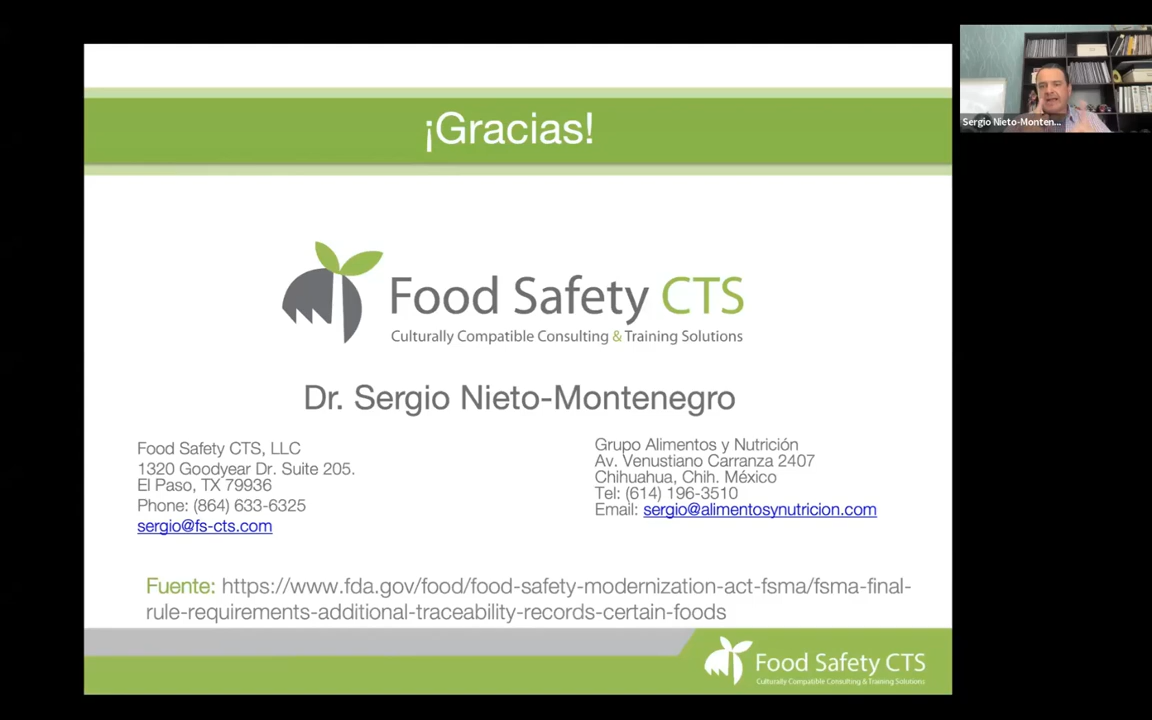 ¡Gracias!
Sergio Nieto-Monten...
Food Safety CTS
Culturally Compatible Consulting & Training Solutions
Dr. Sergio Nieto-Montenegro
Food Safety CTS, LLC
1320 Goodyear Dr. Suite 205.
El Paso, TX 79936
Phone: (864) 633-6325
sergio@fs-cts.com
Grupo Alimentos y Nutrición
Av. Venustiano Carranza 2407
Chihuahua, Chih. México
Tel: (614) 196-3510
Email: sergio@alimentosynutricion.com
Fuente: https://www.fda.gov/food/food-safety-modernization-act-fsma/fsma-final-
rule-requirements-additional-traceability-records-certain-foods
Food Safety CTS
Culturally Compatible Consulting & Training Solutions